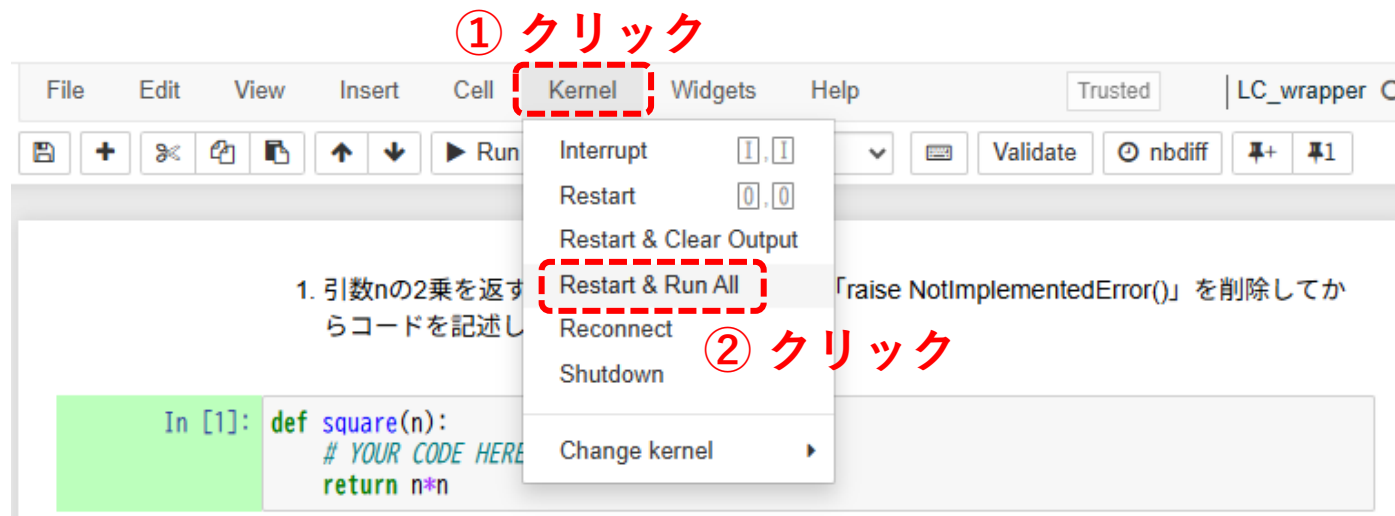 ① クリック
File Edit View Insert Cell Kernel Widgets Help Trusted LC_wrapper
Run Validate nbdiff + 1
Interrupt I,I
Restart 0,0
Restart & Clear Output
Restart & Run All
Reconnect
② クリック
Shutdown
Change kernel
1. 引数nの2乗を返す 「raise NotImplementedError()」を削除してか
らコードを記述し
In [1]: def square(n):
# YOUR CODE HERE
return n*n